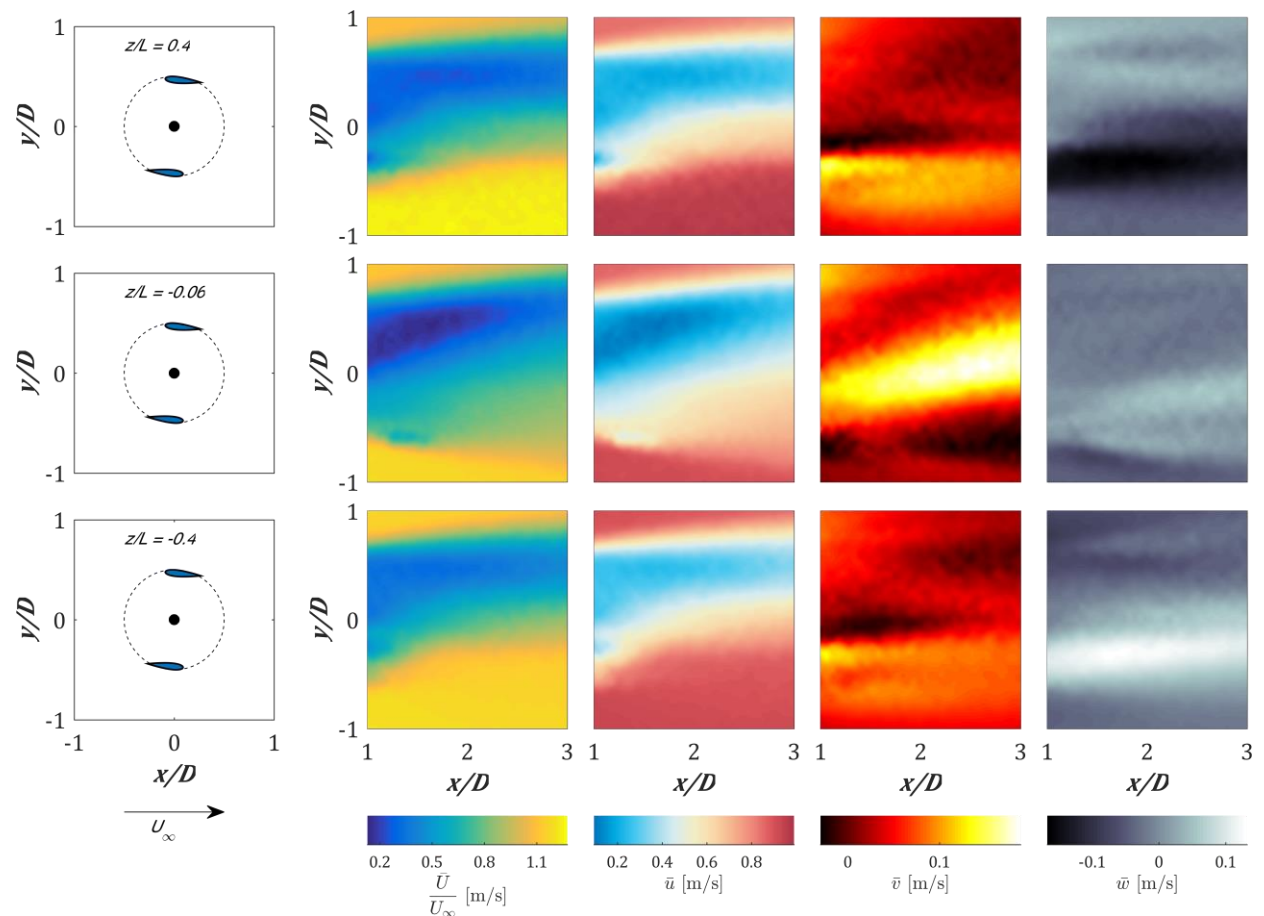 1
z/L = 0.4
y/D
0
-1
y/D
1
0
-1
1
z/L = -0.06
y/D
0
-1
y/D
1
0
-1
1
z/L = -0.4
y/D
0
-1
y/D
1
0
-1
-1 0 1
x/D
1 2 3
x/D
1 2 3
x/D
1 2 3
x/D
1 2 3
x/D
U∞
0.2 0.5 0.8 1.1
Ū/U∞ [m/s]
0.2 0.4 0.6 0.8
ū [m/s]
0 0.1
v̄ [m/s]
-0.1 0 0.1
w̄ [m/s]